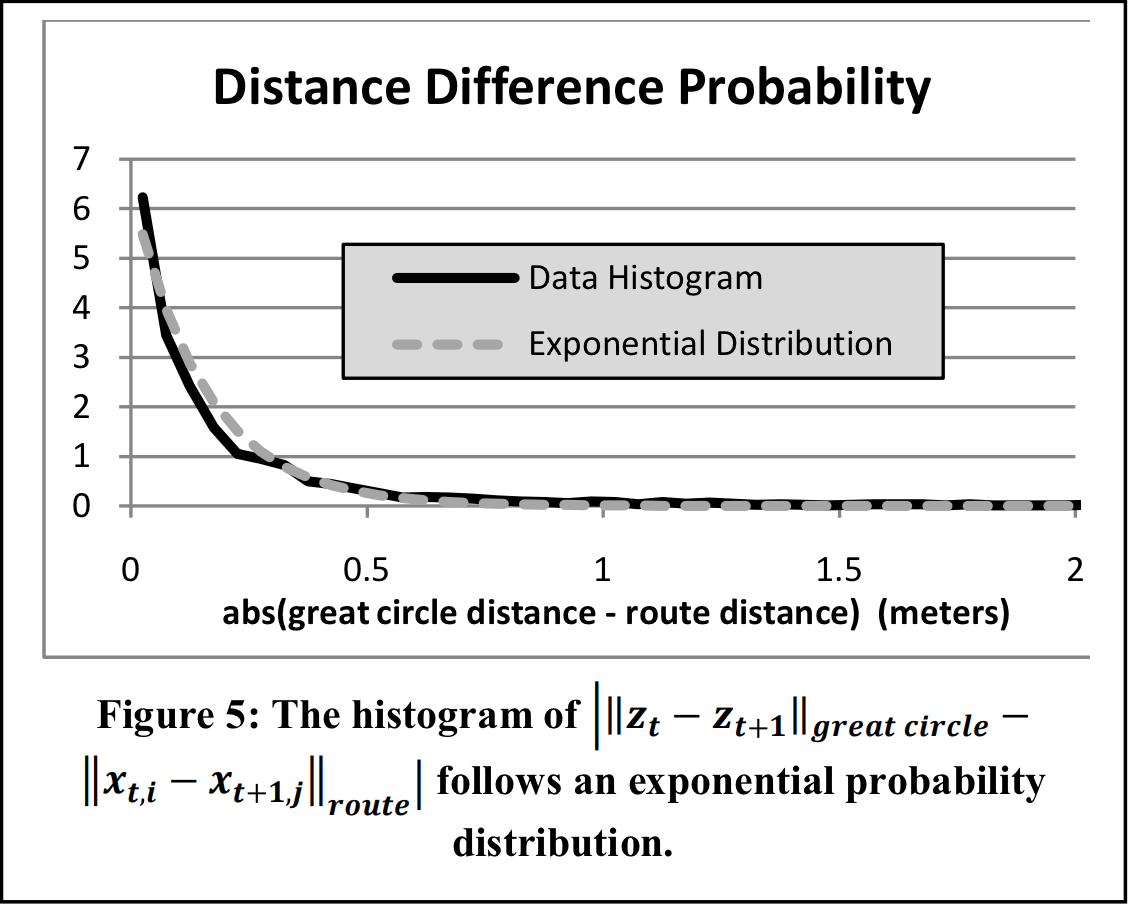 Distance Difference Probability
7
6
5
4
3
2
1
0
Data Histogram
Exponential Distribution
0 0.5 1 1.5 2
abs(great circle distance - route distance) (meters)
Figure 5: The histogram of |‖z_t − z_{t+1}‖_{great circle} −
‖x_{t,i} − x_{t+1,j}‖_{route}| follows an exponential probability
distribution.